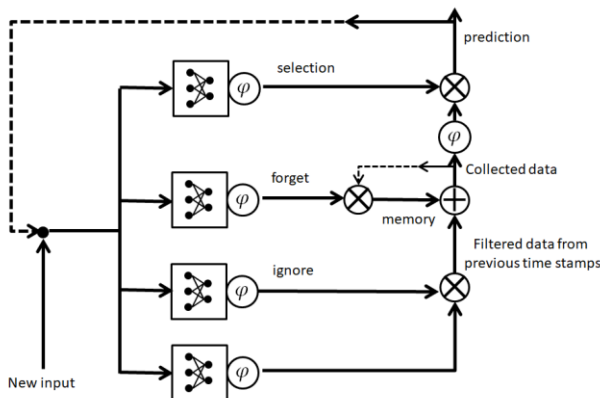 prediction
selection
φ
φ
Collected data
forget
φ
memory
Filtered data from
previous time stamps
ignore
φ
φ
New input